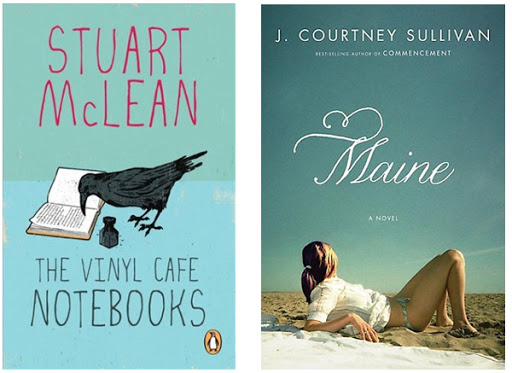 STUART
McLEAN
THE VINYL CAFE
NOTEBOOKS
J. COURTNEY SULLIVAN
BEST-SELLING AUTHOR OF COMMENCEMENT
Maine
A NOVEL